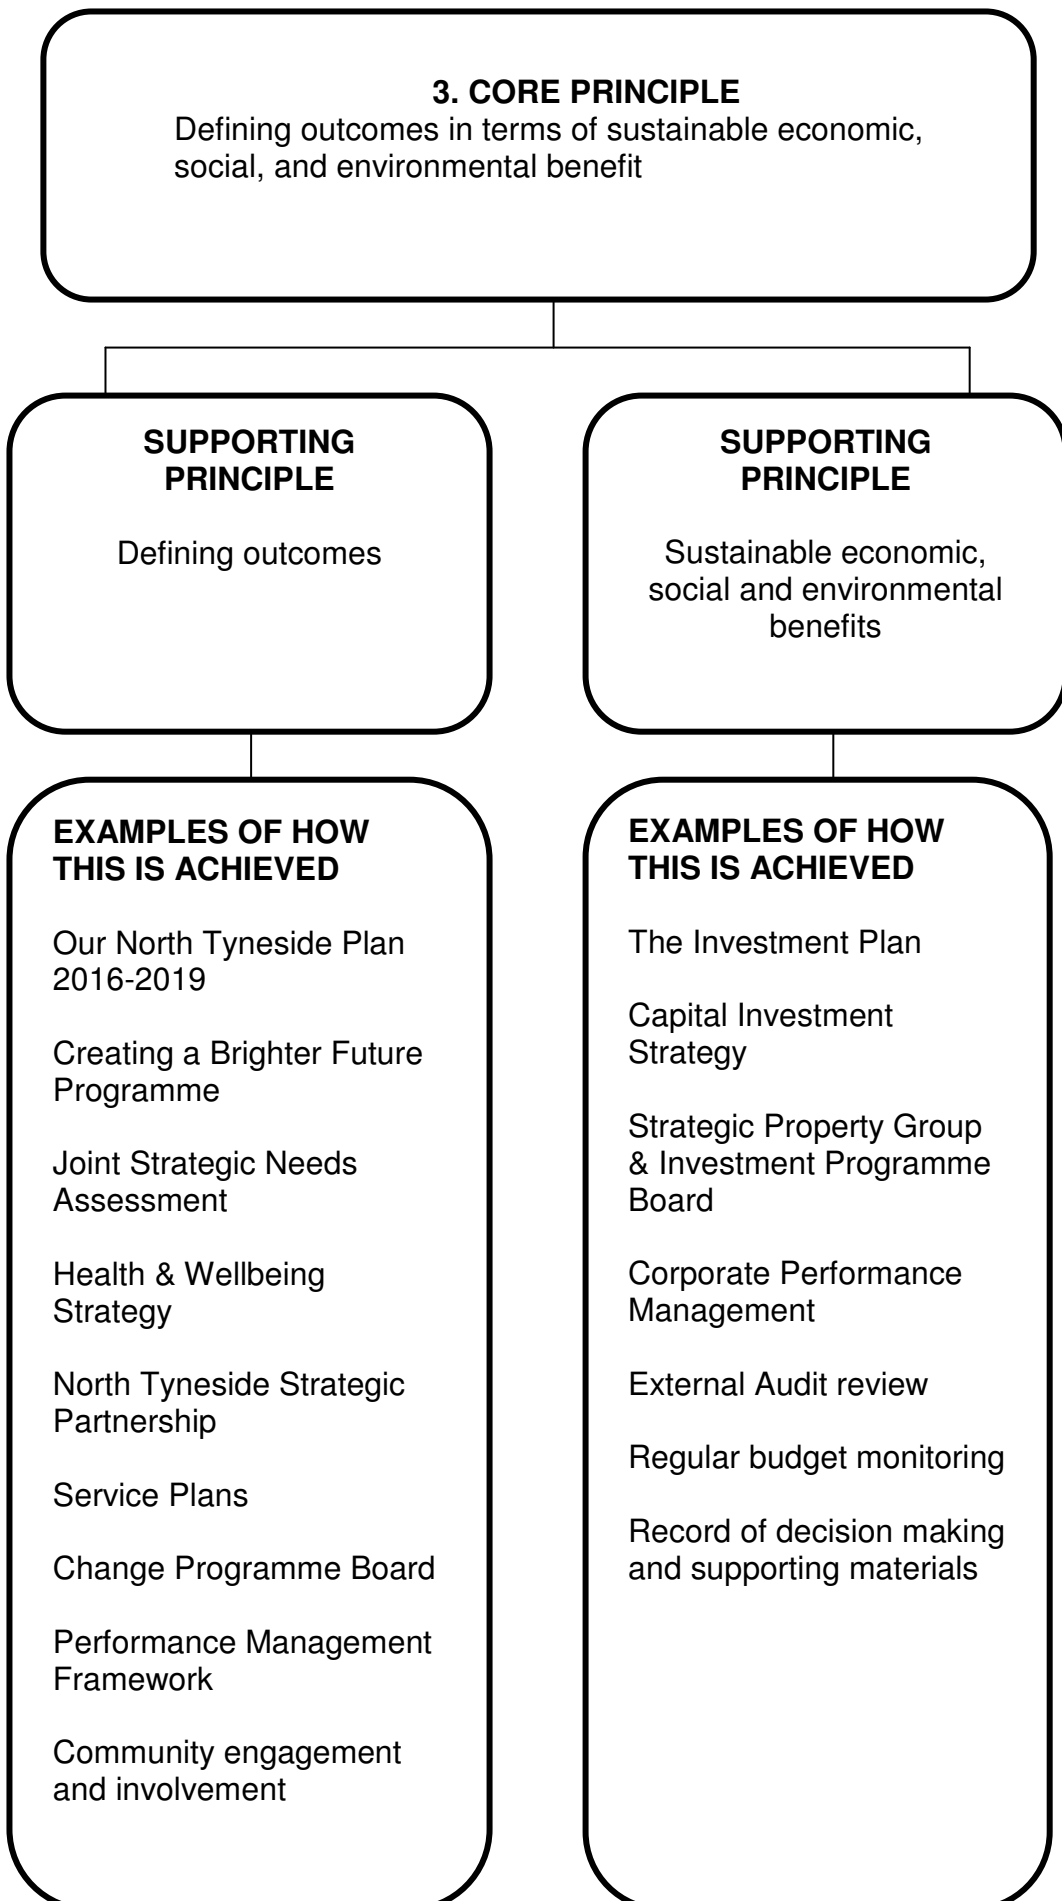 3. CORE PRINCIPLE
Defining outcomes in terms of sustainable economic,
social, and environmental benefit
SUPPORTING
PRINCIPLE
Defining outcomes
SUPPORTING
PRINCIPLE
Sustainable economic,
social and environmental
benefits
EXAMPLES OF HOW
THIS IS ACHIEVED
Our North Tyneside Plan
2016-2019
Creating a Brighter Future
Programme
Joint Strategic Needs
Assessment
Health & Wellbeing
Strategy
North Tyneside Strategic
Partnership
Service Plans
Change Programme Board
Performance Management
Framework
Community engagement
and involvement
EXAMPLES OF HOW
THIS IS ACHIEVED
The Investment Plan
Capital Investment
Strategy
Strategic Property Group
& Investment Programme
Board
Corporate Performance
Management
External Audit review
Regular budget monitoring
Record of decision making
and supporting materials